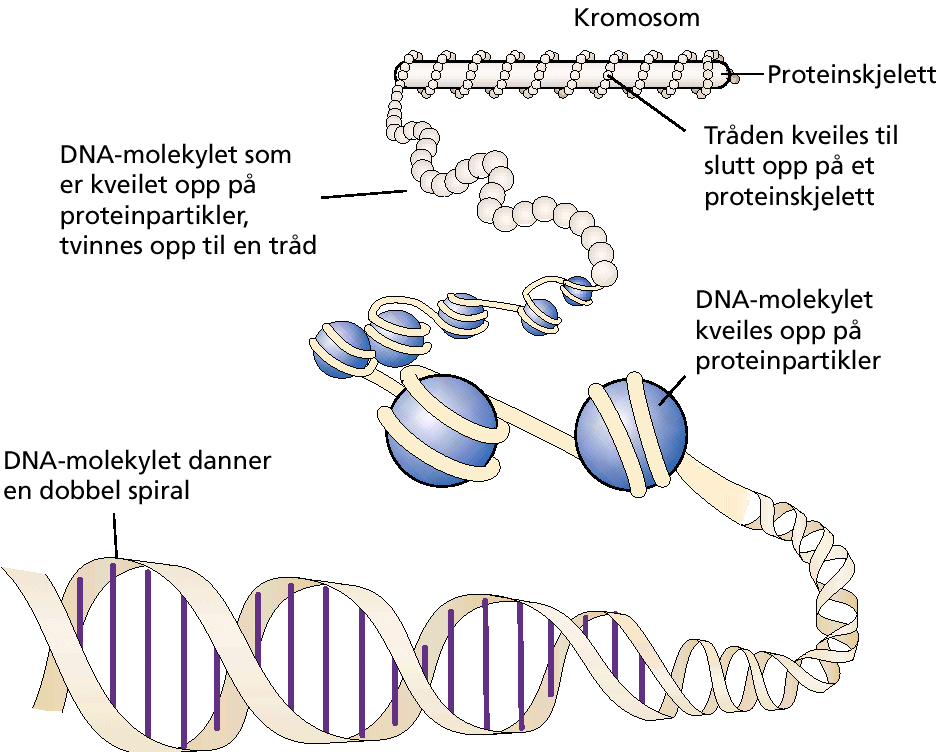 Kromosom
Proteinskjelett
Tråden kveiles til
slutt opp på et
proteinskjelett
DNA-molekylet som
er kveilet opp på
proteinpartikler,
tvinnes opp til en tråd
DNA-molekylet
kveiles opp på
proteinpartikler
DNA-molekylet danner
en dobbel spiral